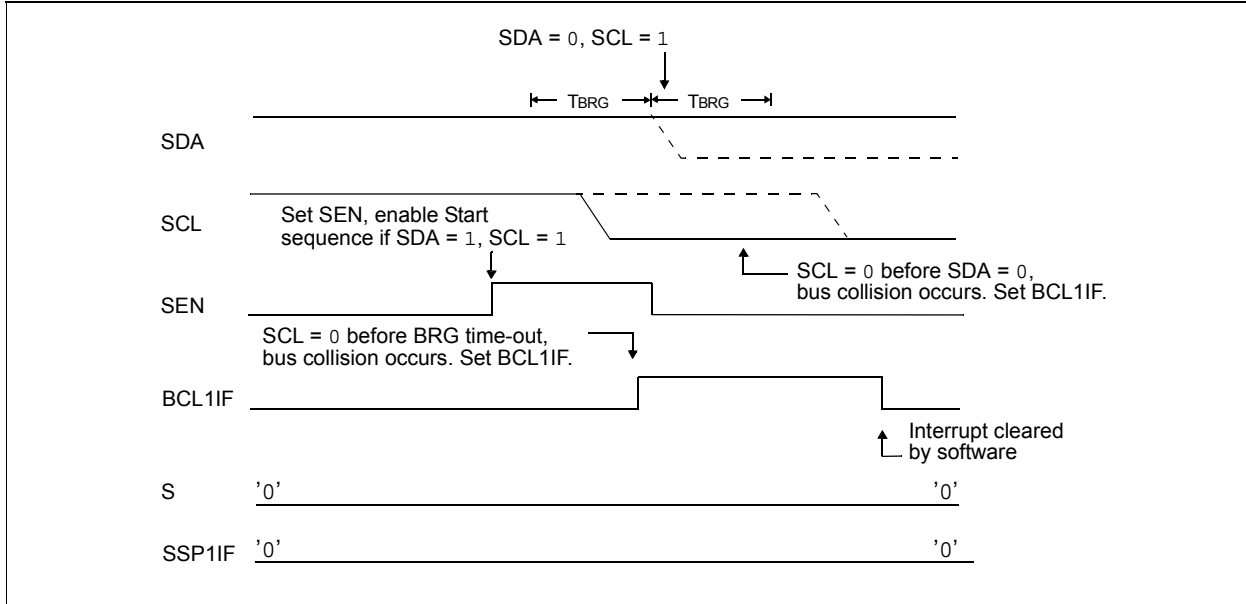 SDA = 0, SCL = 1
TBRG TBRG
SDA
SCL
Set SEN, enable Start
sequence if SDA = 1, SCL = 1
SCL = 0 before SDA = 0,
bus collision occurs. Set BCL1IF.
SEN
SCL = 0 before BRG time-out,
bus collision occurs. Set BCL1IF.
BCL1IF
Interrupt cleared
by software
S '0' '0'
SSP1IF '0' '0'